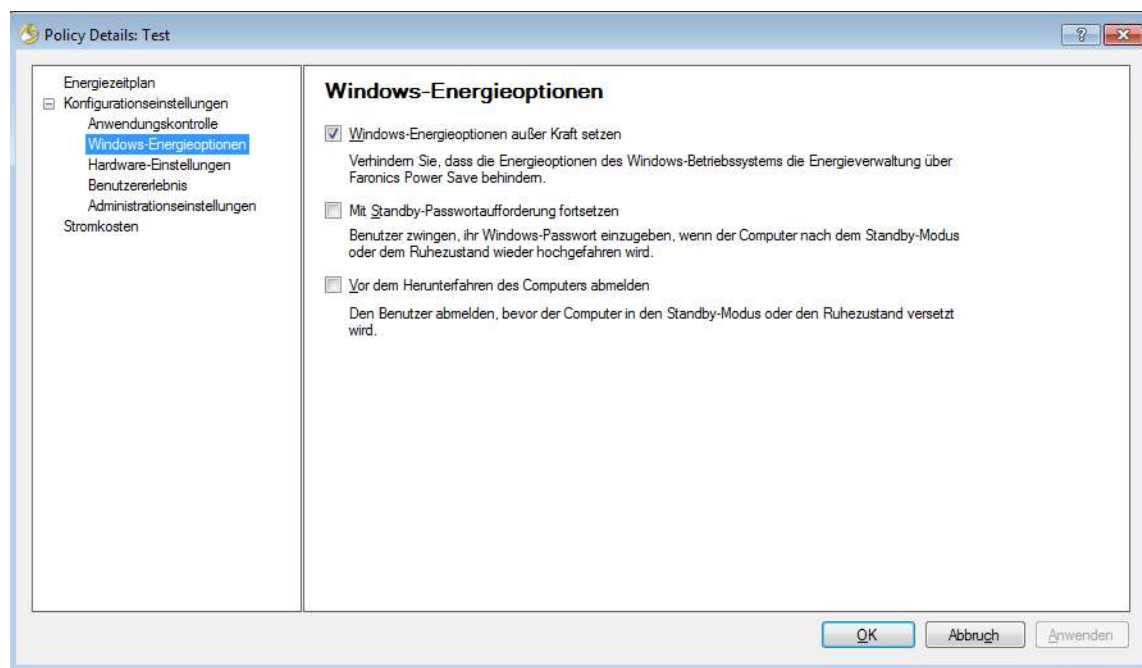 Policy Details: Test
Energiezeitplan
Konfigurationseinstellungen
Anwendungskontrolle
Windows-Energieoptionen
Hardware-Einstellungen
Benutzererlebnis
Administrationseinstellungen
Stromkosten
Windows-Energieoptionen
Windows-Energieoptionen außer Kraft setzen
Verhindern Sie, dass die Energieoptionen des Windows-Betriebssystems die Energieverwaltung über
Faronics Power Save behindern.
Mit Standby-Passwortaufforderung fortsetzen
Benutzer zwingen, ihr Windows-Passwort einzugeben, wenn der Computer nach dem Standby-Modus
oder dem Ruhezustand wieder hochgefahren wird.
Vor dem Herunterfahren des Computers abmelden
Den Benutzer abmelden, bevor der Computer in den Standby-Modus oder den Ruhezustand versetzt
wird.
OK
Abbruch
Anwenden